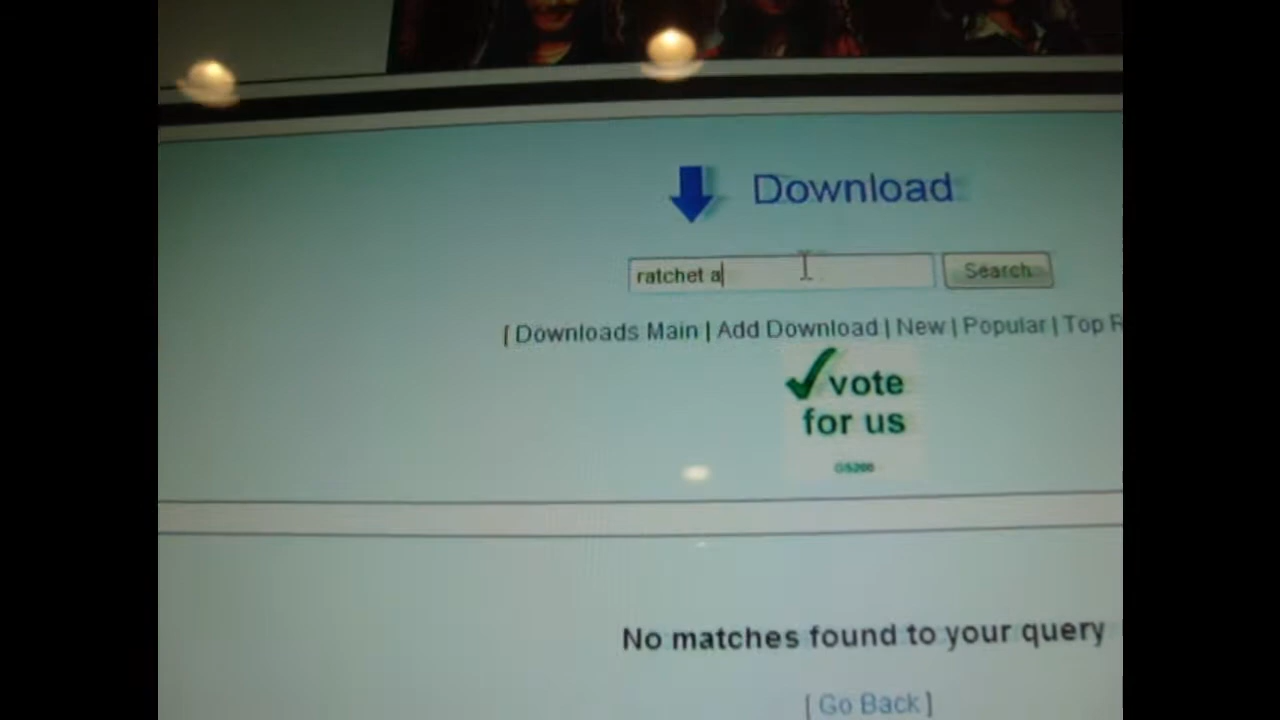 Download
ratchet a
Search
[ Downloads Main | Add Download | New | Popular | Top R
vote
for us
No matches found to your query
[ Go Back ]